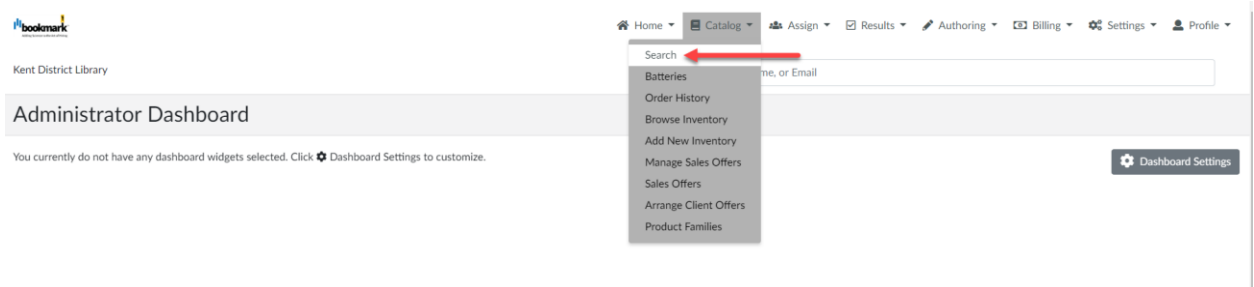 bookmark
Home
Catalog
Assign
Results
Authoring
Billing
Settings
Profile
Kent District Library
me, or Email
Search
Batteries
Order History
Browse Inventory
Add New Inventory
Manage Sales Offers
Sales Offers
Arrange Client Offers
Product Families
Administrator Dashboard
You currently do not have any dashboard widgets selected. Click Dashboard Settings to customize.
Dashboard Settings